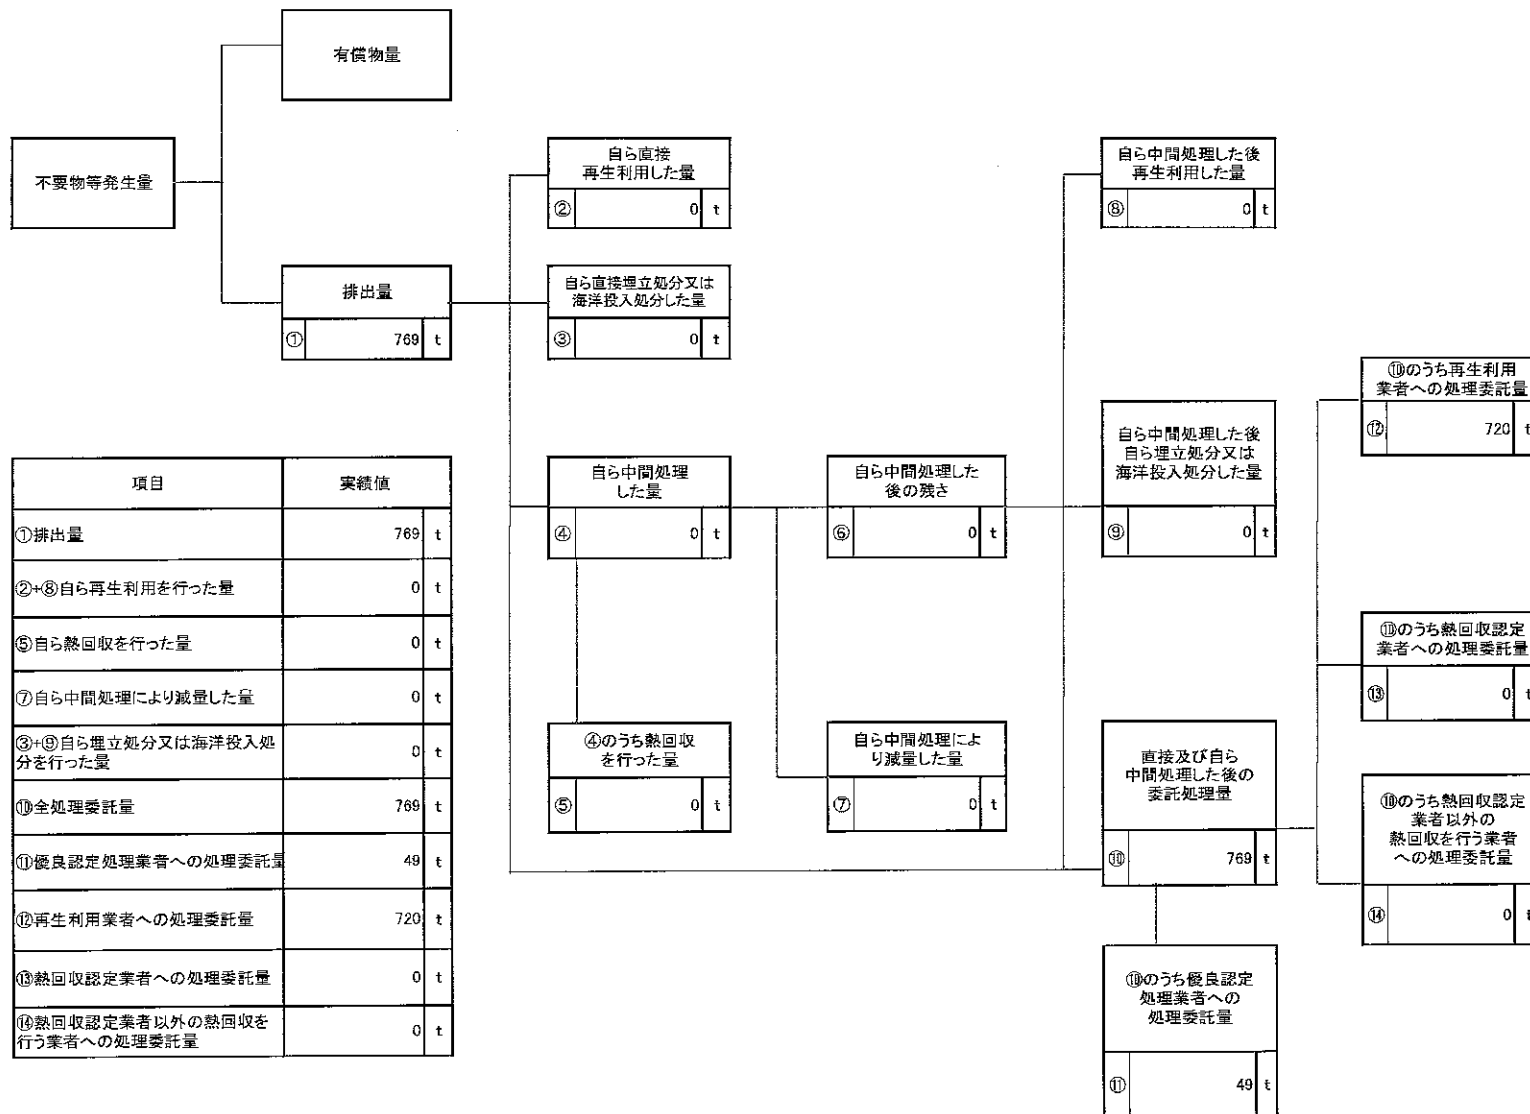 有償物量
不要物等発生量
排出量
① 769 t
自ら直接
再生利用した量
② 0 t
自ら直接埋立処分又は
海洋投入処分した量
③ 0 t
自ら中間処理
した量
④ 0 t
④のうち熱回収
を行った量
⑤ 0 t
自ら中間処理した
後の残さ
⑥ 0 t
自ら中間処理によ
り減量した量
⑦ 0 t
自ら中間処理した後
再生利用した量
⑧ 0 t
自ら中間処理した後
自ら埋立処分又は
海洋投入処分した量
⑨ 0 t
直接及び自ら
中間処理した後の
委託処理量
⑩ 769 t
⑩のうち優良認定
処理業者への
処理委託量
⑪ 49 t
⑩のうち再生利用
業者への処理委託量
⑫ 720 t
⑩のうち熱回収認定
業者への処理委託量
⑬ 0 t
⑩のうち熱回収認定
業者以外の
熱回収を行う業者
への処理委託量
⑭ 0 t
項目 実績値
①排出量 769 t
②+⑧自ら再生利用を行った量 0 t
⑤自ら熱回収を行った量 0 t
⑦自ら中間処理により減量した量 0 t
③+⑨自ら埋立処分又は海洋投入処
分を行った量 0 t
⑩全処理委託量 769 t
⑪優良認定処理業者への処理委託量 49 t
⑫再生利用業者への処理委託量 720 t
⑬熱回収認定業者への処理委託量 0 t
⑭熱回収認定業者以外の熱回収を
行う業者への処理委託量 0 t